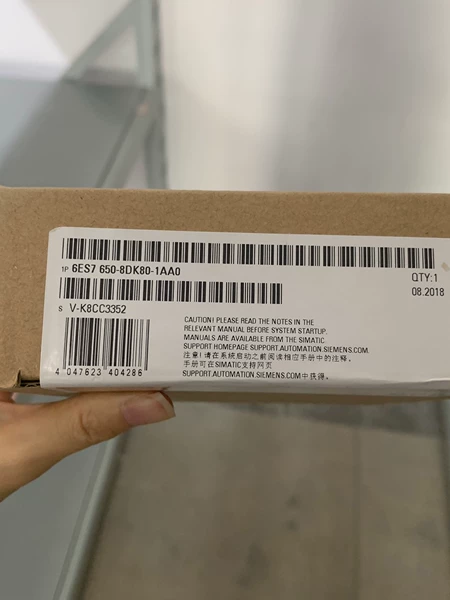 1P 6ES7 650-8DK80-1AA0
QTY:1
08.2018
S V-K8CC3352
CAUTION! PLEASE READ THE NOTES IN THE
RELEVANT MANUAL BEFORE SYSTEM STARTUP.
MANUALS ARE AVAILABLE FROM THE SIMATIC
SUPPORT HOMEPAGE SUPPORT.AUTOMATION.SIEMENS.COM.
注意!请在系统启动之前阅读相应手册中的注释。
手册可在SIMATIC支持网页
SUPPORT.AUTOMATION.SIEMENS.COM中获得。
4 047623 404286